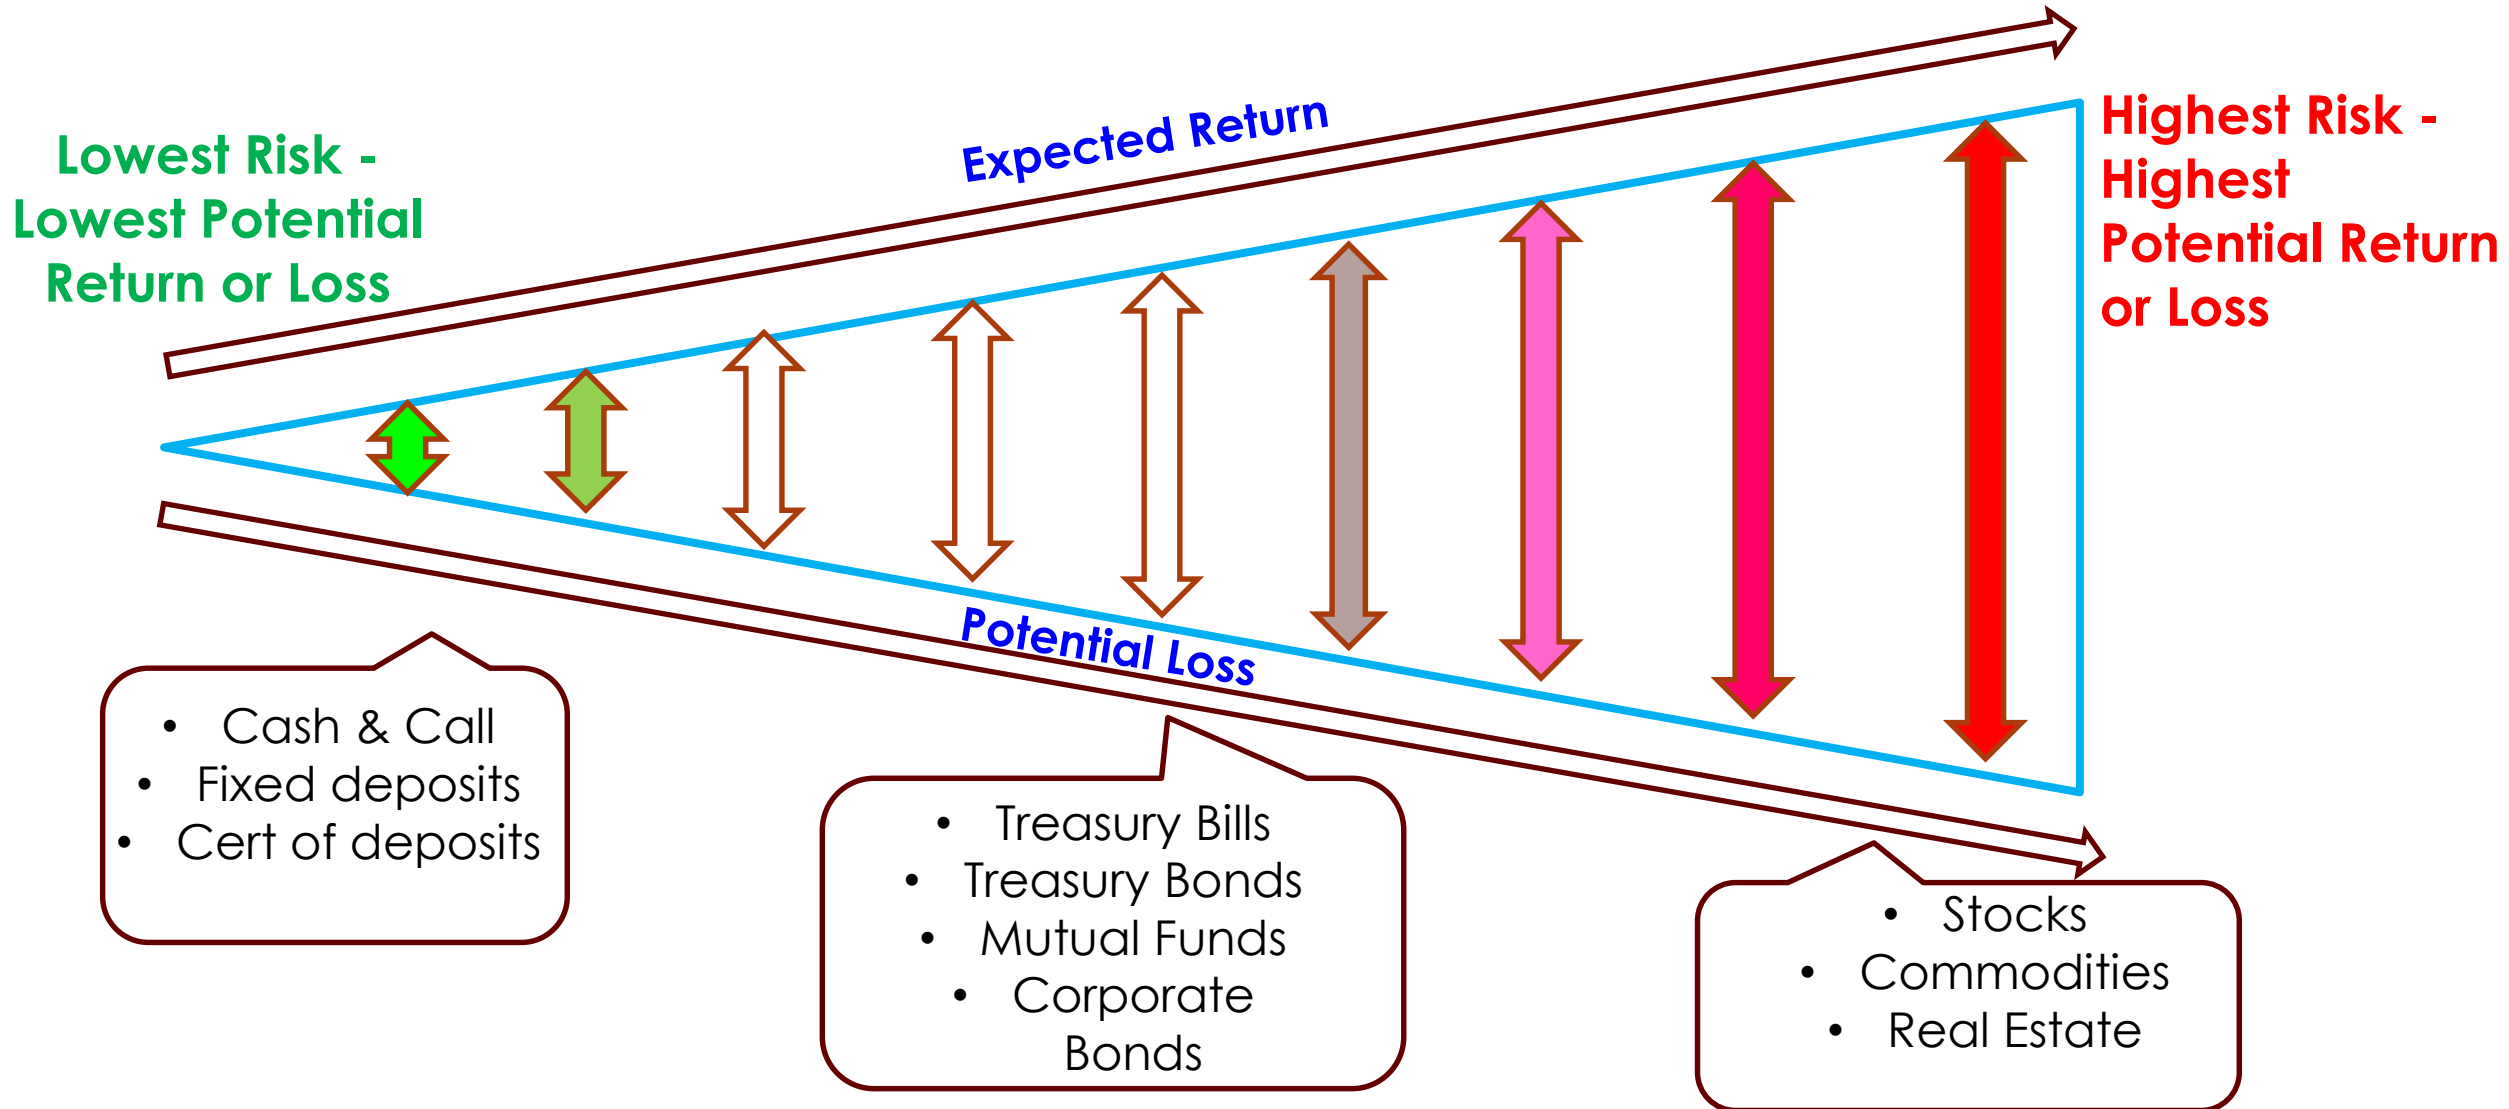 Lowest Risk -
Lowest Potential
Return or Loss
Expected Return
Highest Risk -
Highest
Potential Return
or Loss
Potential Loss
• Cash & Call
• Fixed deposits
• Cert of deposits
• Treasury Bills
• Treasury Bonds
• Mutual Funds
• Corporate
Bonds
• Stocks
• Commodities
• Real Estate